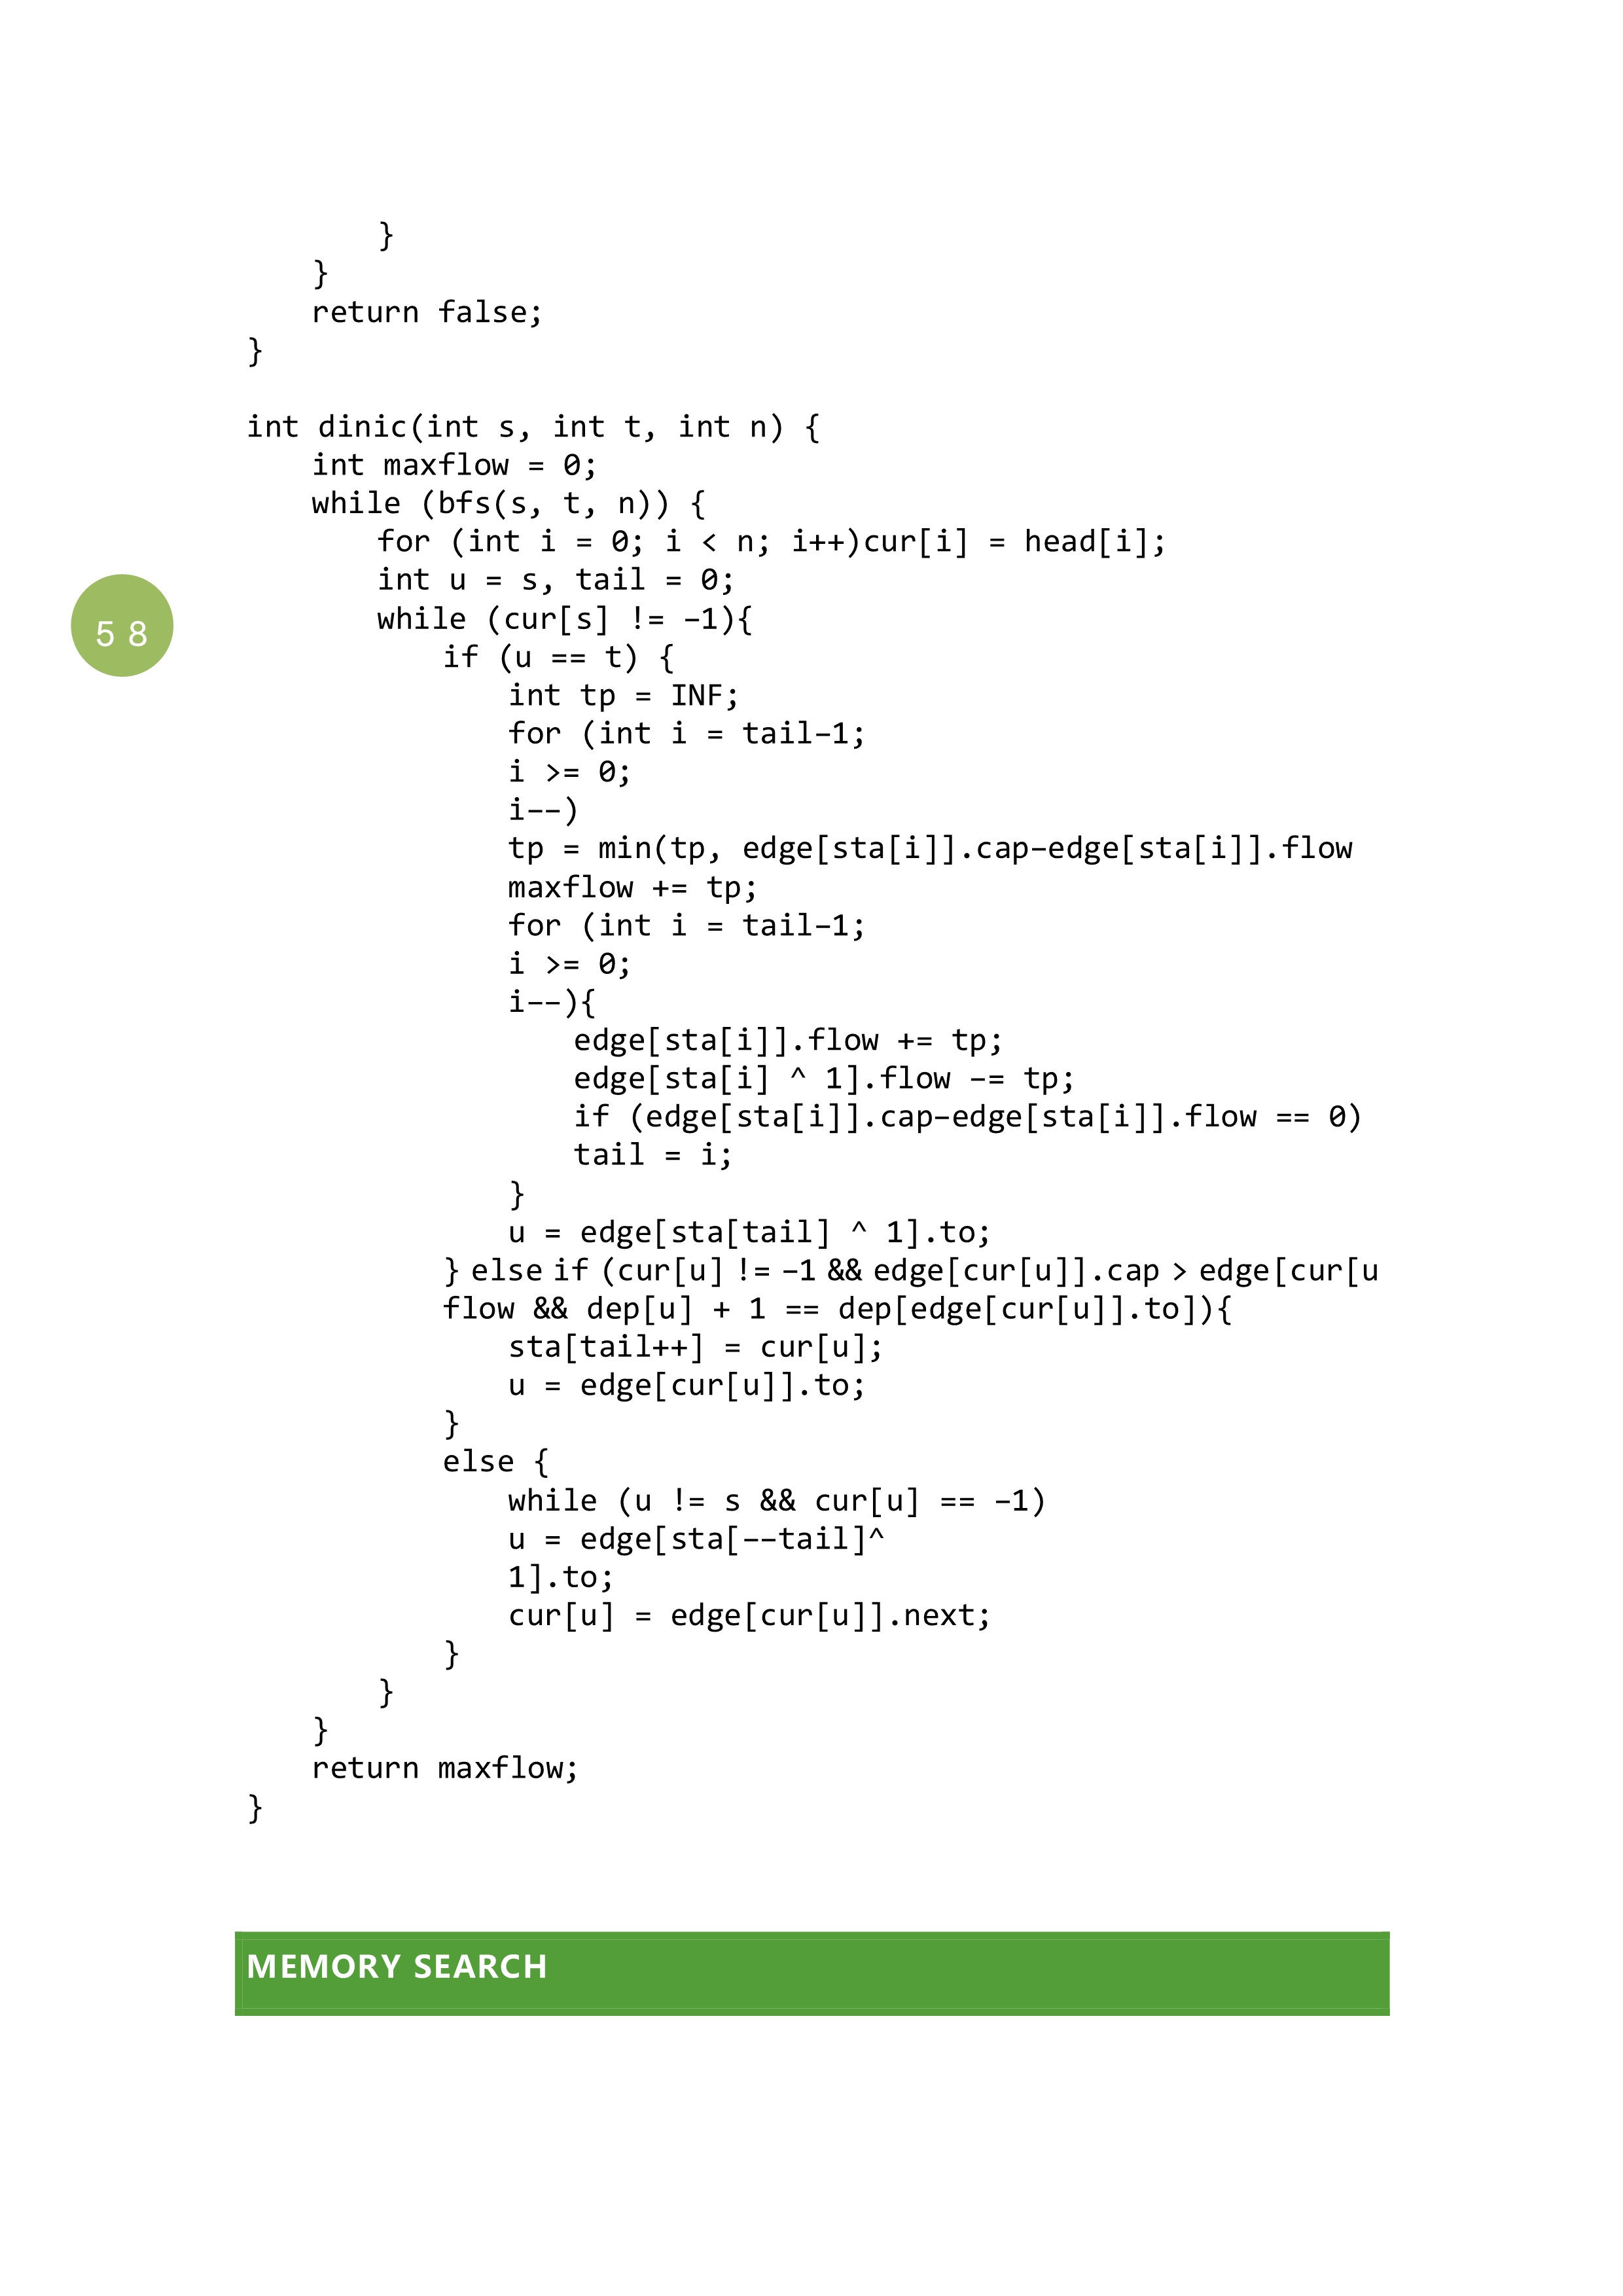 }
    }
    return false;
}

int dinic(int s, int t, int n) {
    int maxflow = 0;
    while (bfs(s, t, n)) {
        for (int i = 0; i < n; i++)cur[i] = head[i];
        int u = s, tail = 0;
58
        while (cur[s] != -1){
            if (u == t) {
                int tp = INF;
                for (int i = tail-1;
                i >= 0;
                i--)
                tp = min(tp, edge[sta[i]].cap-edge[sta[i]].flow
                maxflow += tp;
                for (int i = tail-1;
                i >= 0;
                i--){
                    edge[sta[i]].flow += tp;
                    edge[sta[i] ^ 1].flow -= tp;
                    if (edge[sta[i]].cap-edge[sta[i]].flow == 0)
                    tail = i;
                }
                u = edge[sta[tail] ^ 1].to;
            } else if (cur[u] != -1 && edge[cur[u]].cap > edge[cur[u
            flow && dep[u] + 1 == dep[edge[cur[u]].to]){
                sta[tail++] = cur[u];
                u = edge[cur[u]].to;
            }
            else {
                while (u != s && cur[u] == -1)
                u = edge[sta[--tail]^
                1].to;
                cur[u] = edge[cur[u]].next;
            }
        }
    }
    return maxflow;
}
MEMORY SEARCH